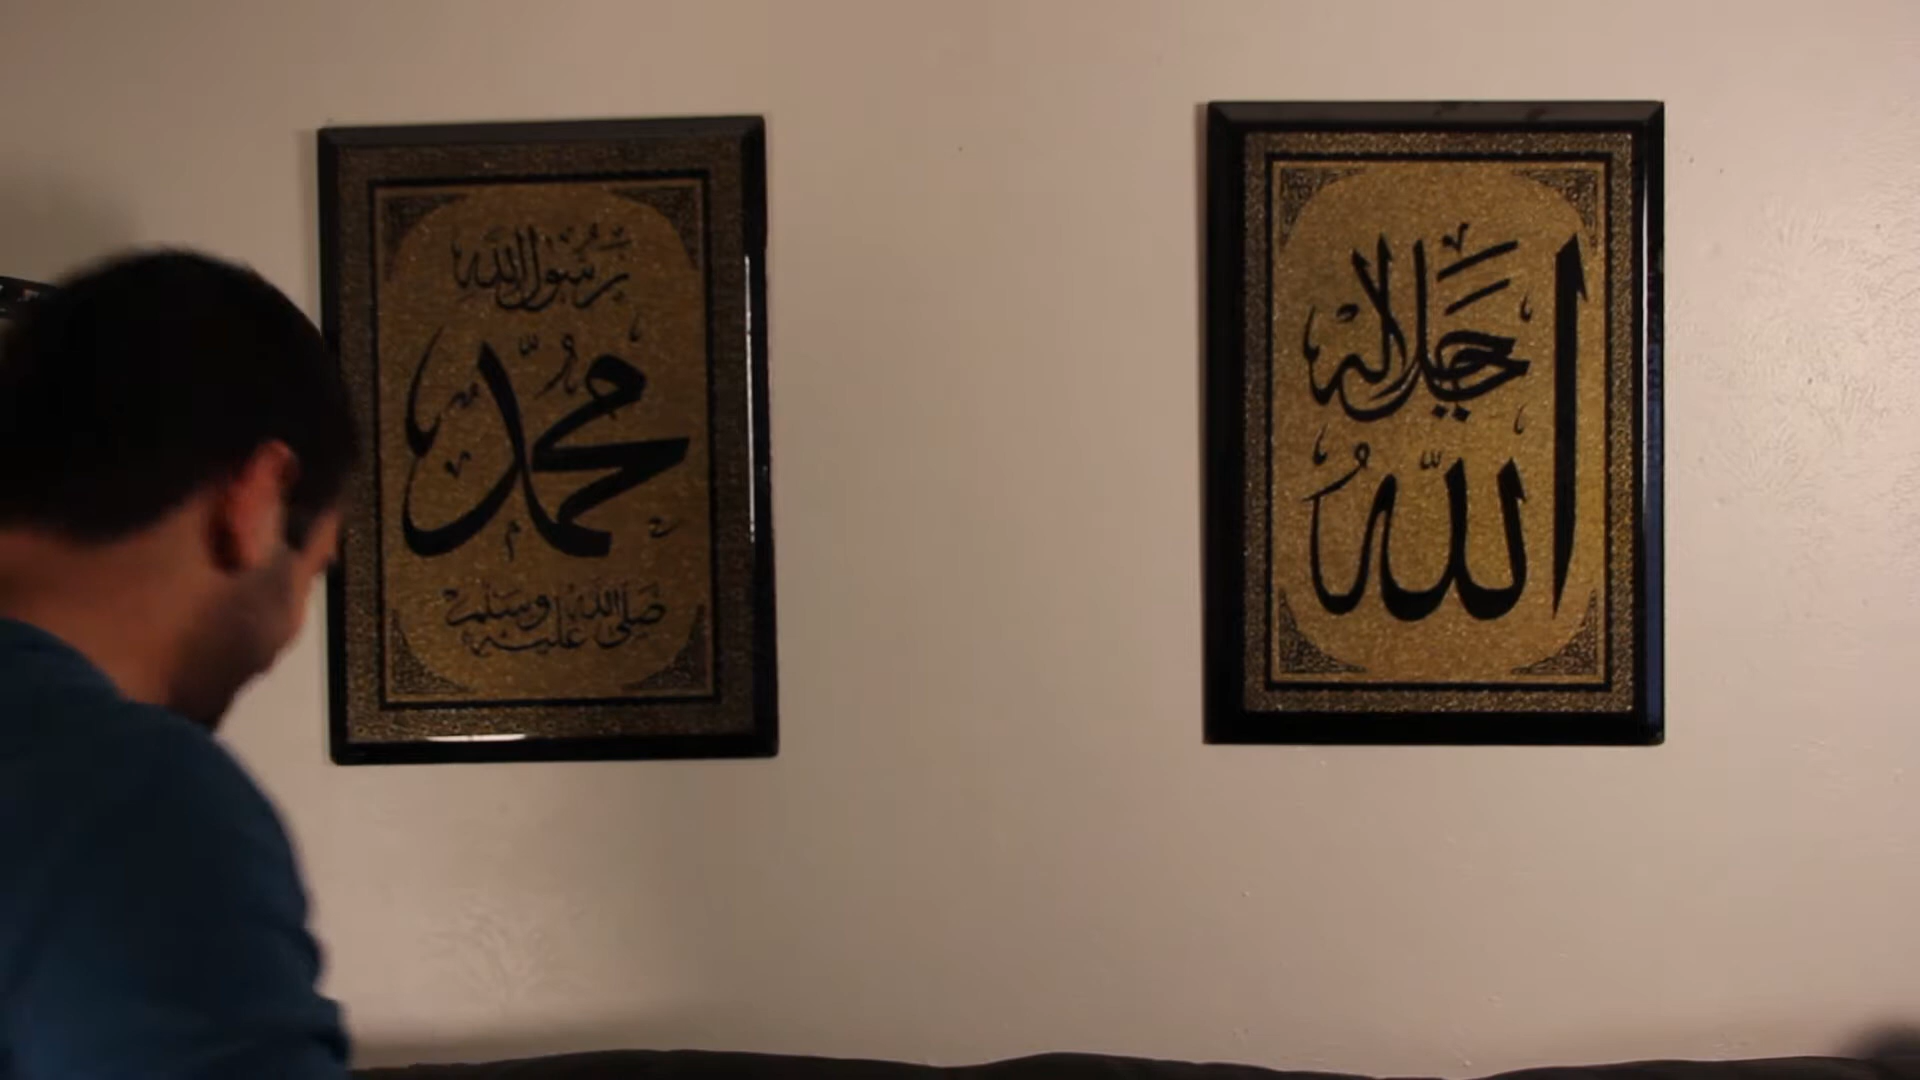 رسول الله
محمد
صلى الله عليه وسلم
جل جلاله
الله